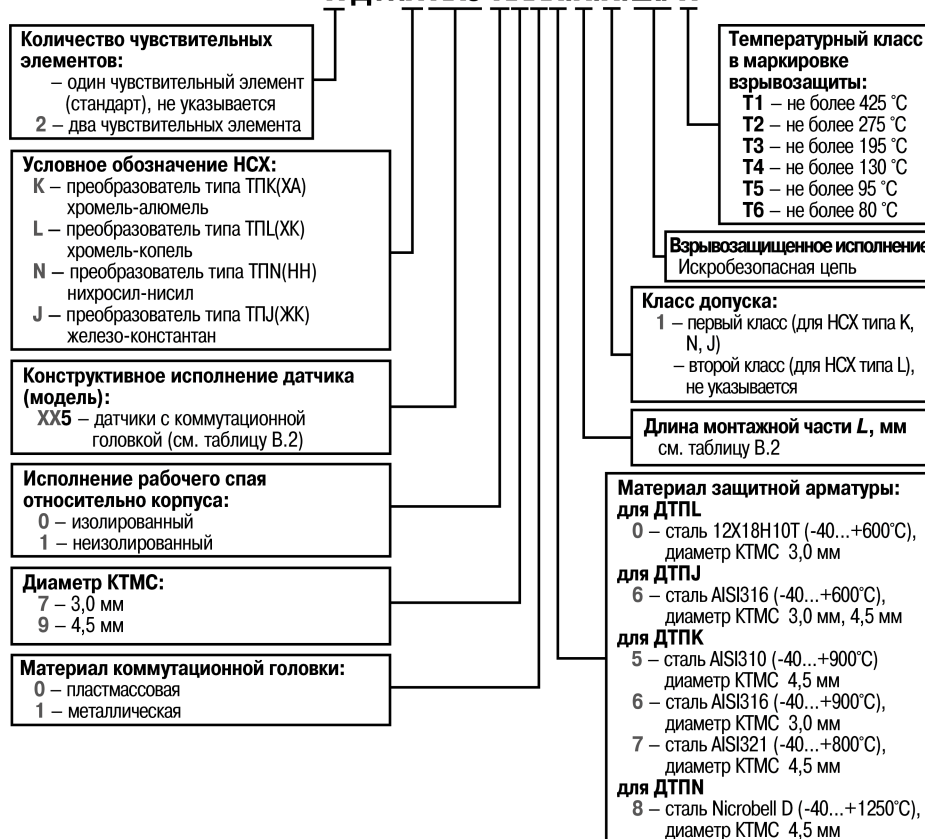 Количество чувствительных
элементов:
– один чувствительный элемент
(стандарт), не указывается
2 – два чувствительных элемента
Условное обозначение НСХ:
K – преобразователь типа ТПK(ХА)
хромель-алюмель
L – преобразователь типа ТПL(ХК)
хромель-копель
N – преобразователь типа ТПN(НН)
нихросил-нисил
J – преобразователь типа ТПJ(ЖК)
железо-константан
Конструктивное исполнение датчика
(модель):
XX5 – датчики с коммутационной
головкой (см. таблицу В.2)
Исполнение рабочего спая
относительно корпуса:
0 – изолированный
1 – неизолированный
Диаметр КТМС:
7 – 3,0 мм
9 – 4,5 мм
Материал коммутационной головки:
0 – пластмассовая
1 – металлическая
Температурный класс
в маркировке
взрывозащиты:
T1 – не более 425 °С
T2 – не более 275 °С
T3 – не более 195 °С
T4 – не более 130 °С
T5 – не более 95 °С
T6 – не более 80 °С
Взрывозащищенное исполнение
Искробезопасная цепь
Класс допуска:
1 – первый класс (для НСХ типа K,
N, J)
– второй класс (для НСХ типа L),
не указывается
Длина монтажной части L, мм
см. таблицу В.2
Материал защитной арматуры:
для ДТПL
0 – сталь 12Х18Н10Т (-40...+600°С),
диаметр КТМС 3,0 мм
для ДТПJ
6 – сталь AISI316 (-40...+600°С),
диаметр КТМС 3,0 мм, 4,5 мм
для ДТПK
5 – сталь AISI310 (-40...+900°С)
диаметр КТМС 4,5 мм
6 – сталь AISI316 (-40...+900°С),
диаметр КТМС 3,0 мм
7 – сталь AISI321 (-40...+800°С),
диаметр КТМС 4,5 мм
для ДТПN
8 – сталь Nicrobell D (-40...+1250°С),
диаметр КТМС 4,5 мм